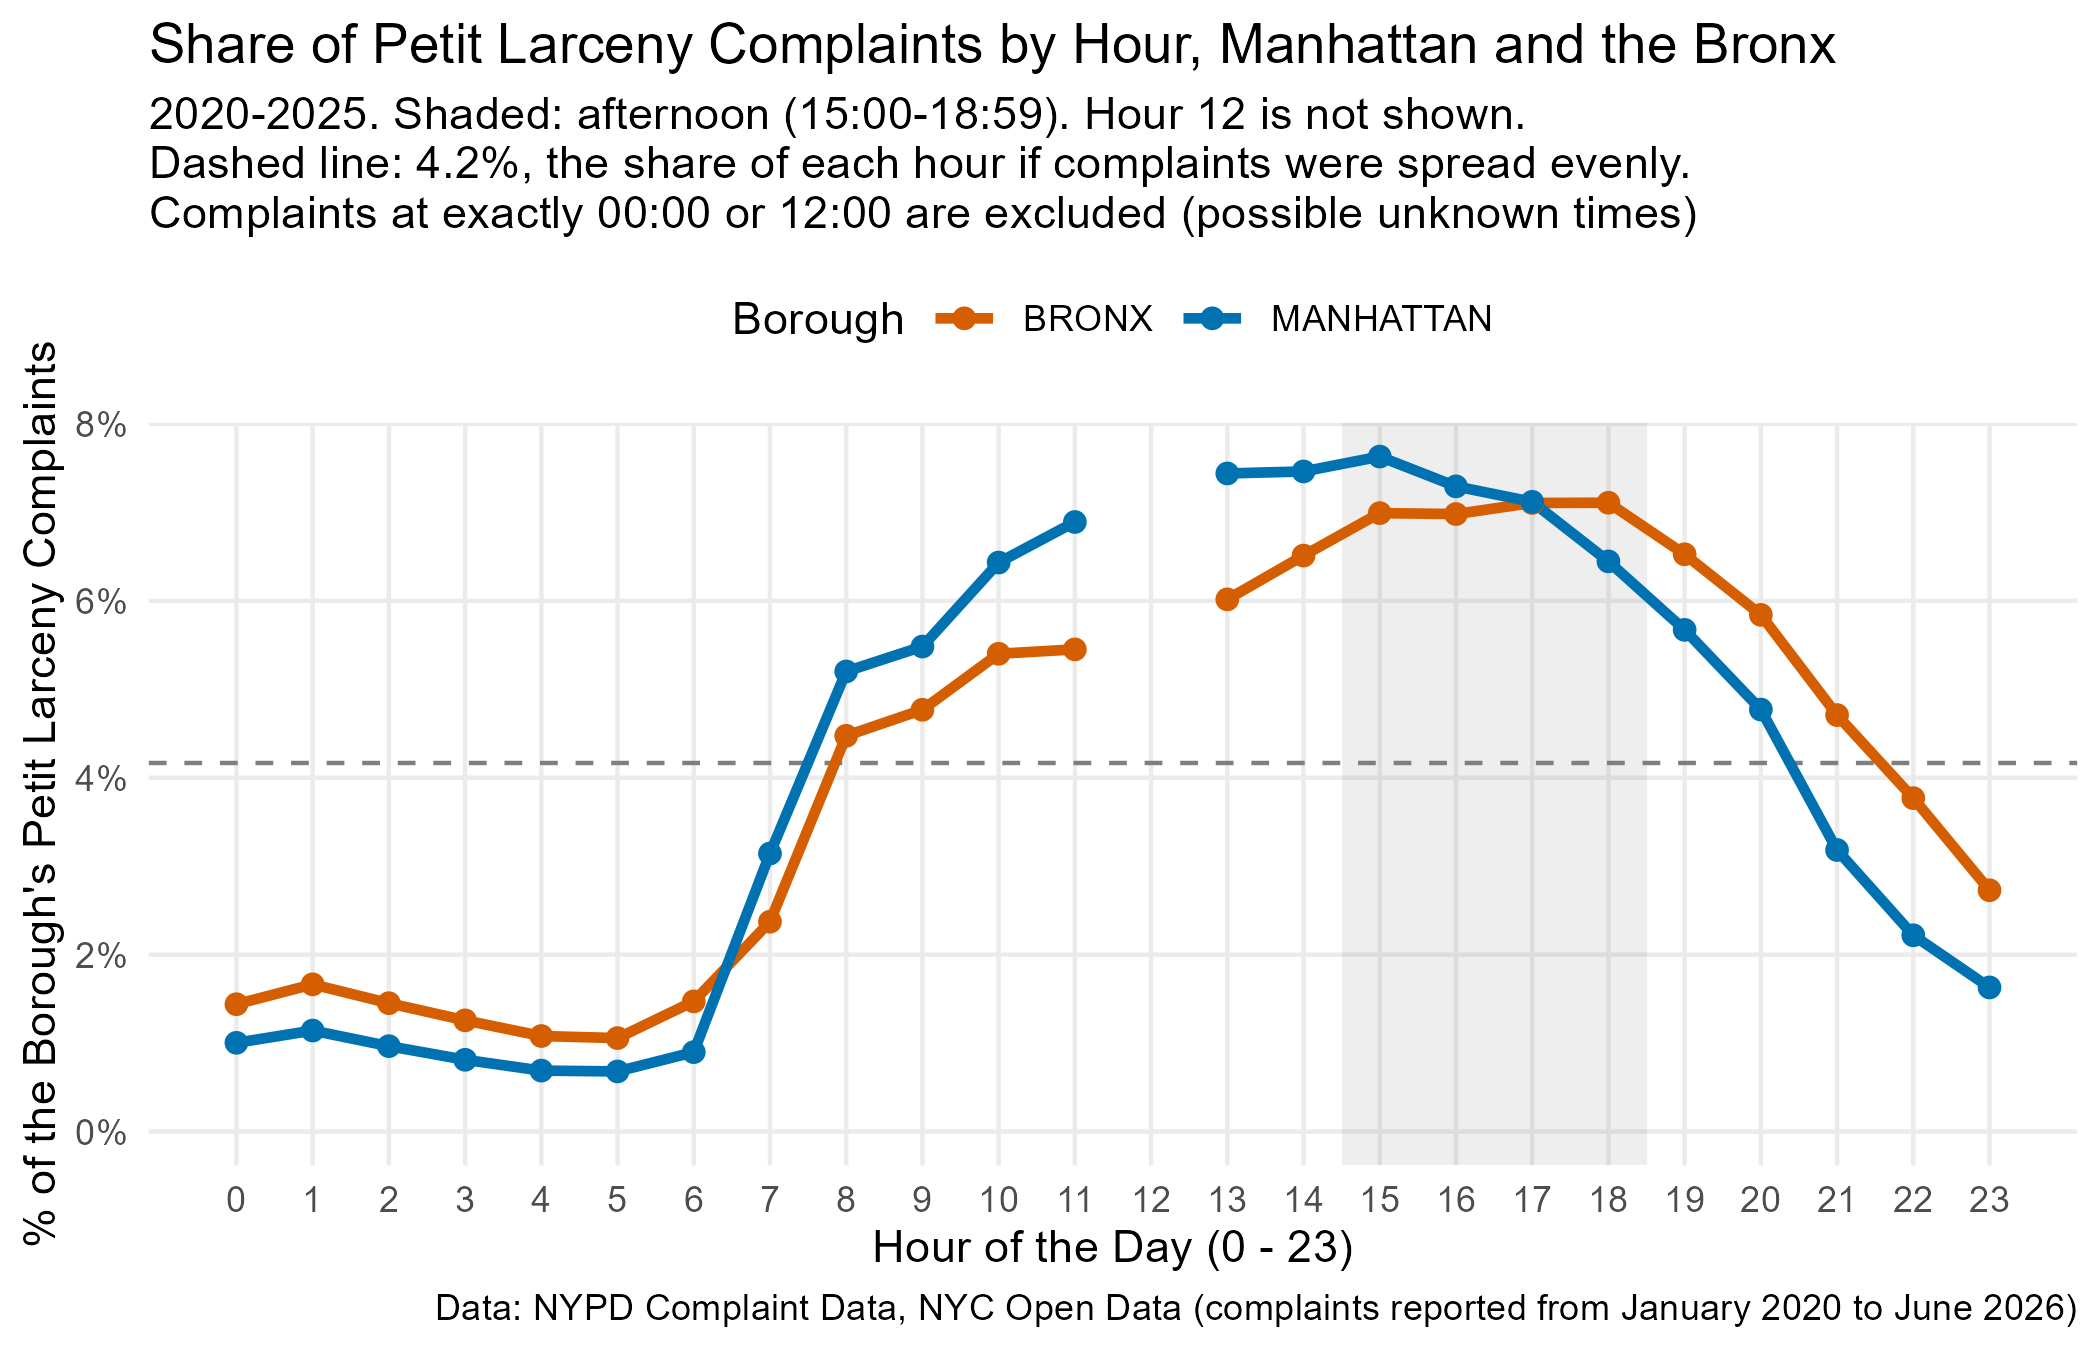 Share of Petit Larceny Complaints by Hour, Manhattan and the Bronx
2020-2025. Shaded: afternoon (15:00-18:59). Hour 12 is not shown.
Dashed line: 4.2%, the share of each hour if complaints were spread evenly.
Complaints at exactly 00:00 or 12:00 are excluded (possible unknown times)
Borough BRONX MANHATTAN
% of the Borough's Petit Larceny Complaints
8%
6%
4%
2%
0%
0 1 2 3 4 5 6 7 8 9 10 11 12 13 14 15 16 17 18 19 20 21 22 23
Hour of the Day (0 - 23)
Data: NYPD Complaint Data, NYC Open Data (complaints reported from January 2020 to June 2026)